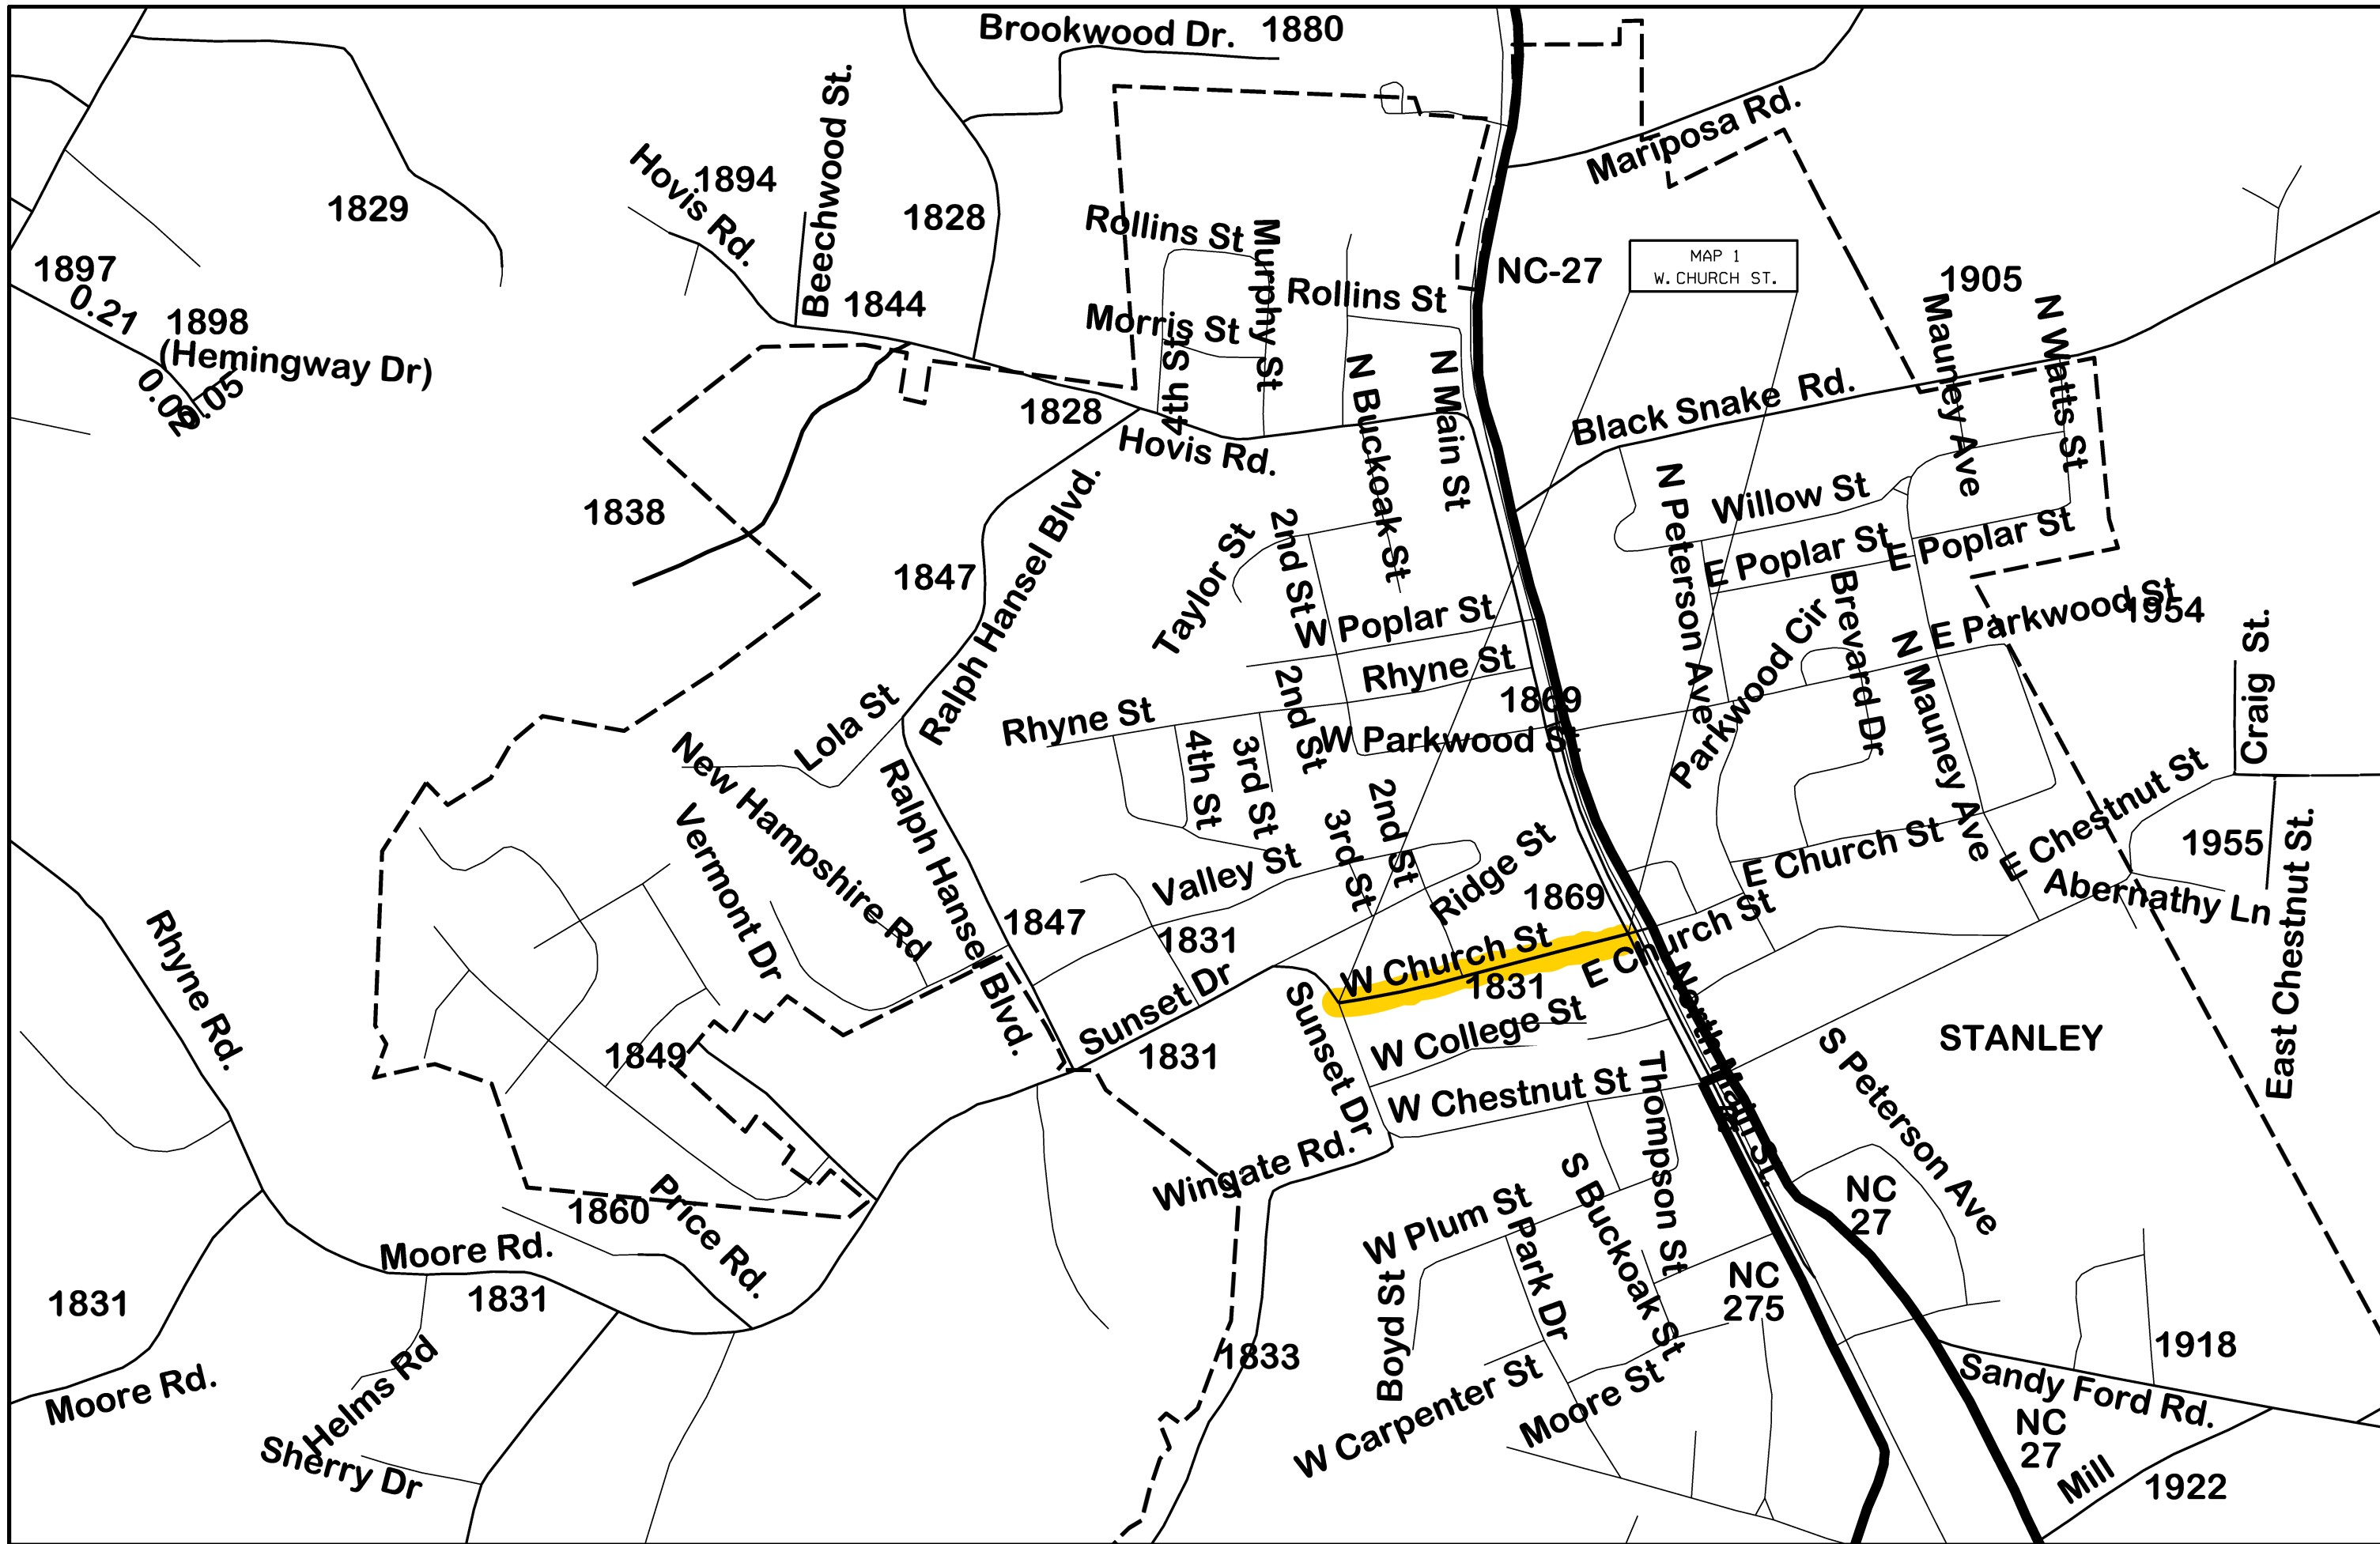 Brookwood Dr.
1880
Beechwood St.
Mariposa Rd.
Hovis Rd.
1894
1829
1828
Rollins St
Murphy St
NC-27
MAP 1
W. CHURCH ST.
1905
1897
0.21
1898
(Hemingway Dr)
0.02
0.05
1844
Rollins St
Morris St
4th St
N Buckoak St
N Main St
Mauney Ave
N Watts St
Black Snake Rd.
1828
Hovis Rd.
1838
N Peterson Ave
Willow St
E Poplar St
E Poplar St
Taylor St
2nd St
1847
Ralph Hansel Blvd.
W Poplar St
Brevard Dr
E Parkwood St
1954
Craig St.
Parkwood Cir
N Mauney Ave
Rhyne St
1869
Rhyne St
2nd St
W Parkwood St
Lola St
New Hampshire Rd
Vermont Dr
Ralph Hansel Blvd.
4th St
3rd St
2nd St
3rd St
Valley St
Ridge St
E Church St
E Chestnut St
1955
East Chestnut St.
Abernathy Ln
1869
1847
1831
W Church St
E Church St
1831
Rhyne Rd.
Sunset Dr
Sunset Dr
W College St
North Main St.
1849
1831
STANLEY
S Peterson Ave
W Chestnut St
Thompson St
Wingate Rd.
1860
Price Rd.
W Plum St
S Buckoak St
Park Dr
Boyd St
NC
27
Moore Rd.
1831
1831
NC
275
1833
1918
Moore Rd.
Helms Rd
Sherry Dr
W Carpenter St
Moore St
Sandy Ford Rd.
NC
27
Mill
1922